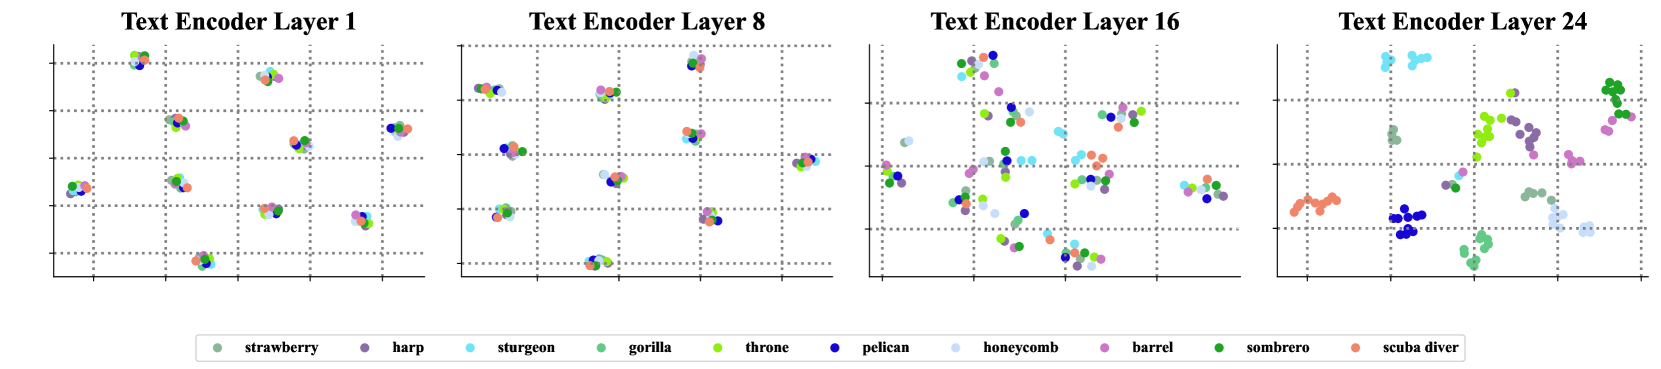 Text Encoder Layer 1
Text Encoder Layer 8
Text Encoder Layer 16
Text Encoder Layer 24
strawberry harp sturgeon gorilla throne pelican honeycomb barrel sombrero scuba diver